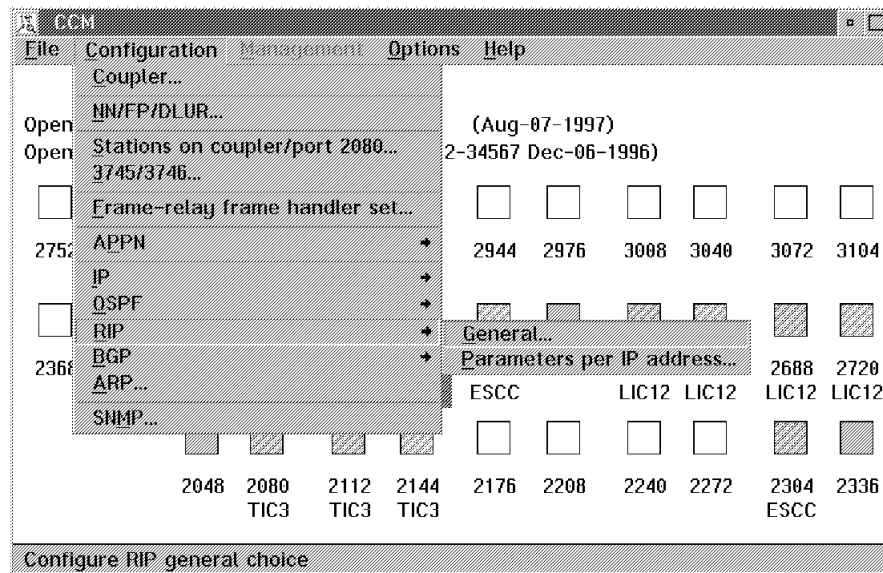 CCM
File Configuration Management Options Help
Coupler...
NN/FP/DLUR...
Open (Aug-07-1997)
Stations on coupler/port 2080...
Open 2-34567 Dec-06-1996)
3745/3746...
Frame-relay frame handler set...
APPN
2752 2944 2976 3008 3040 3072 3104
IP
OSPF
RIP
General...
BGP
Parameters per IP address...
2368 2688 2720
ARP...
ESCC LIC12 LIC12 LIC12 LIC12
SNMP...
2048 2080 2112 2144 2176 2208 2240 2272 2304 2336
TIC3 TIC3 TIC3 ESCC
Configure RIP general choice